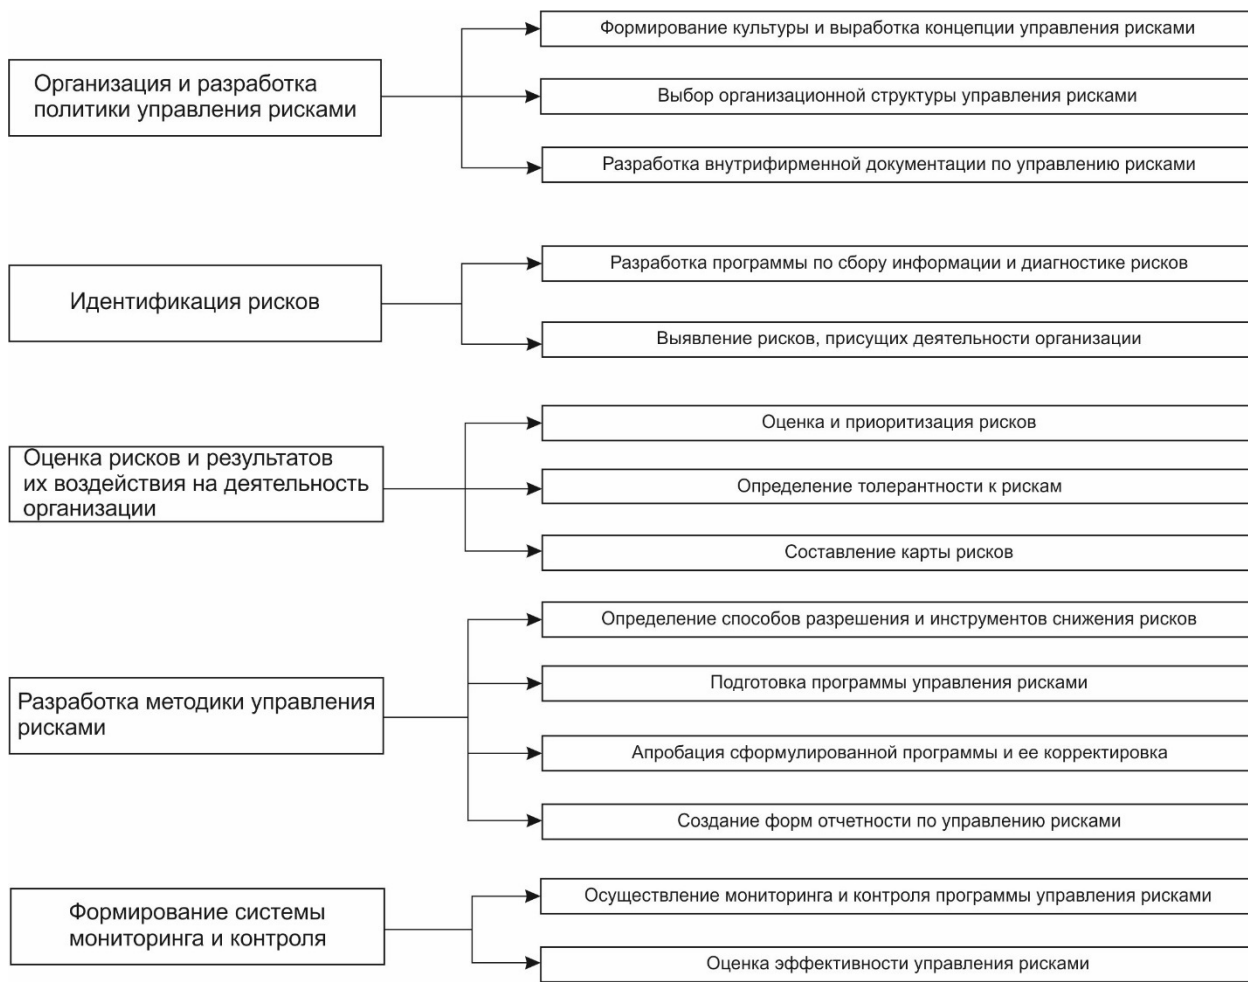 Формирование культуры и выработка концепции управления рисками
Организация и разработка
политики управления рисками
Выбор организационной структуры управления рисками
Разработка внутрифирменной документации по управлению рисками
Разработка программы по сбору информации и диагностике рисков
Идентификация рисков
Выявление рисков, присущих деятельности организации
Оценка и приоритизация рисков
Оценка рисков и результатов
их воздействия на деятельность
организации
Определение толерантности к рискам
Составление карты рисков
Определение способов разрешения и инструментов снижения рисков
Подготовка программы управления рисками
Разработка методики управления
рисками
Апробация сформулированной программы и ее корректировка
Создание форм отчетности по управлению рисками
Осуществление мониторинга и контроля программы управления рисками
Формирование системы
мониторинга и контроля
Оценка эффективности управления рисками